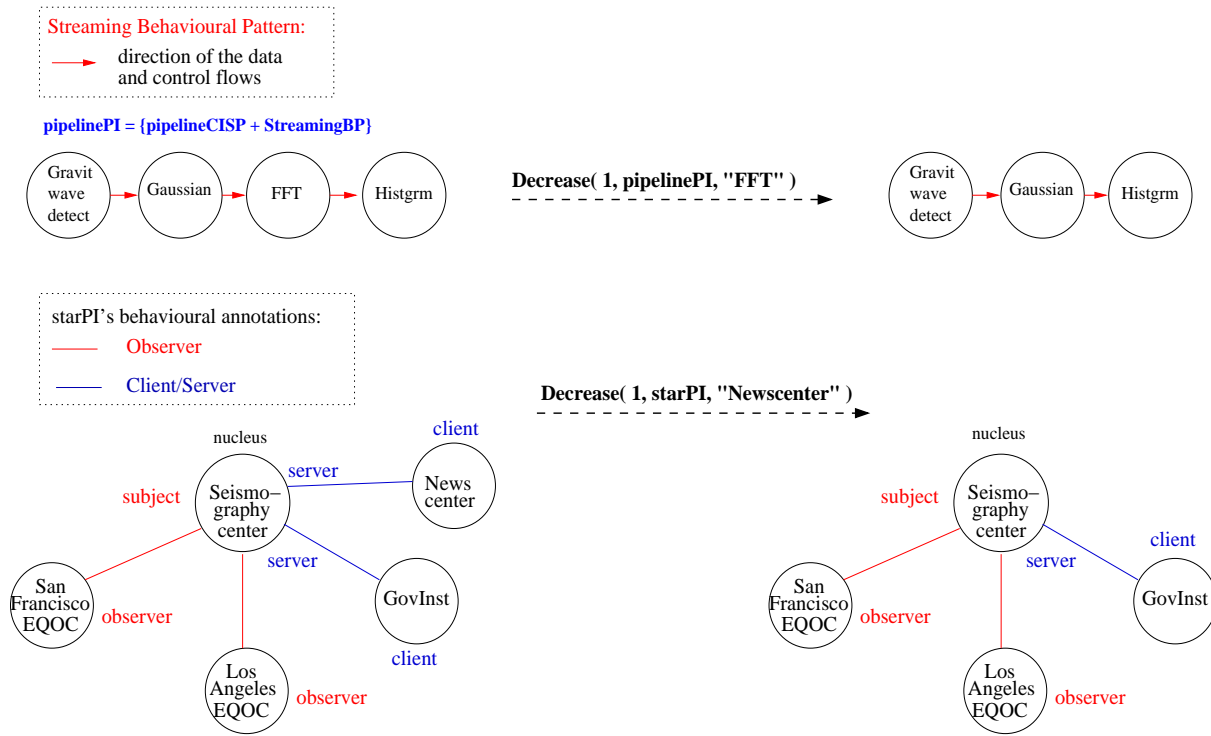 Streaming Behavioural Pattern:
direction of the data
and control flows
pipelinePI = {pipelineCISP + StreamingBP}
Gravit
wave
detect
Gaussian
FFT
Histgrm
Decrease( 1, pipelinePI, "FFT" )
Gravit
wave
detect
Gaussian
Histgrm
starPI's behavioural annotations:
Observer
Client/Server
Decrease( 1, starPI, "Newscenter" )
nucleus
client
server
News
center
subject
Seismo–
graphy
center
server
San
Francisco
EQOC
observer
GovInst
client
Los
Angeles
EQOC
observer
nucleus
subject
Seismo–
graphy
center
client
server
San
Francisco
EQOC
observer
GovInst
Los
Angeles
EQOC
observer